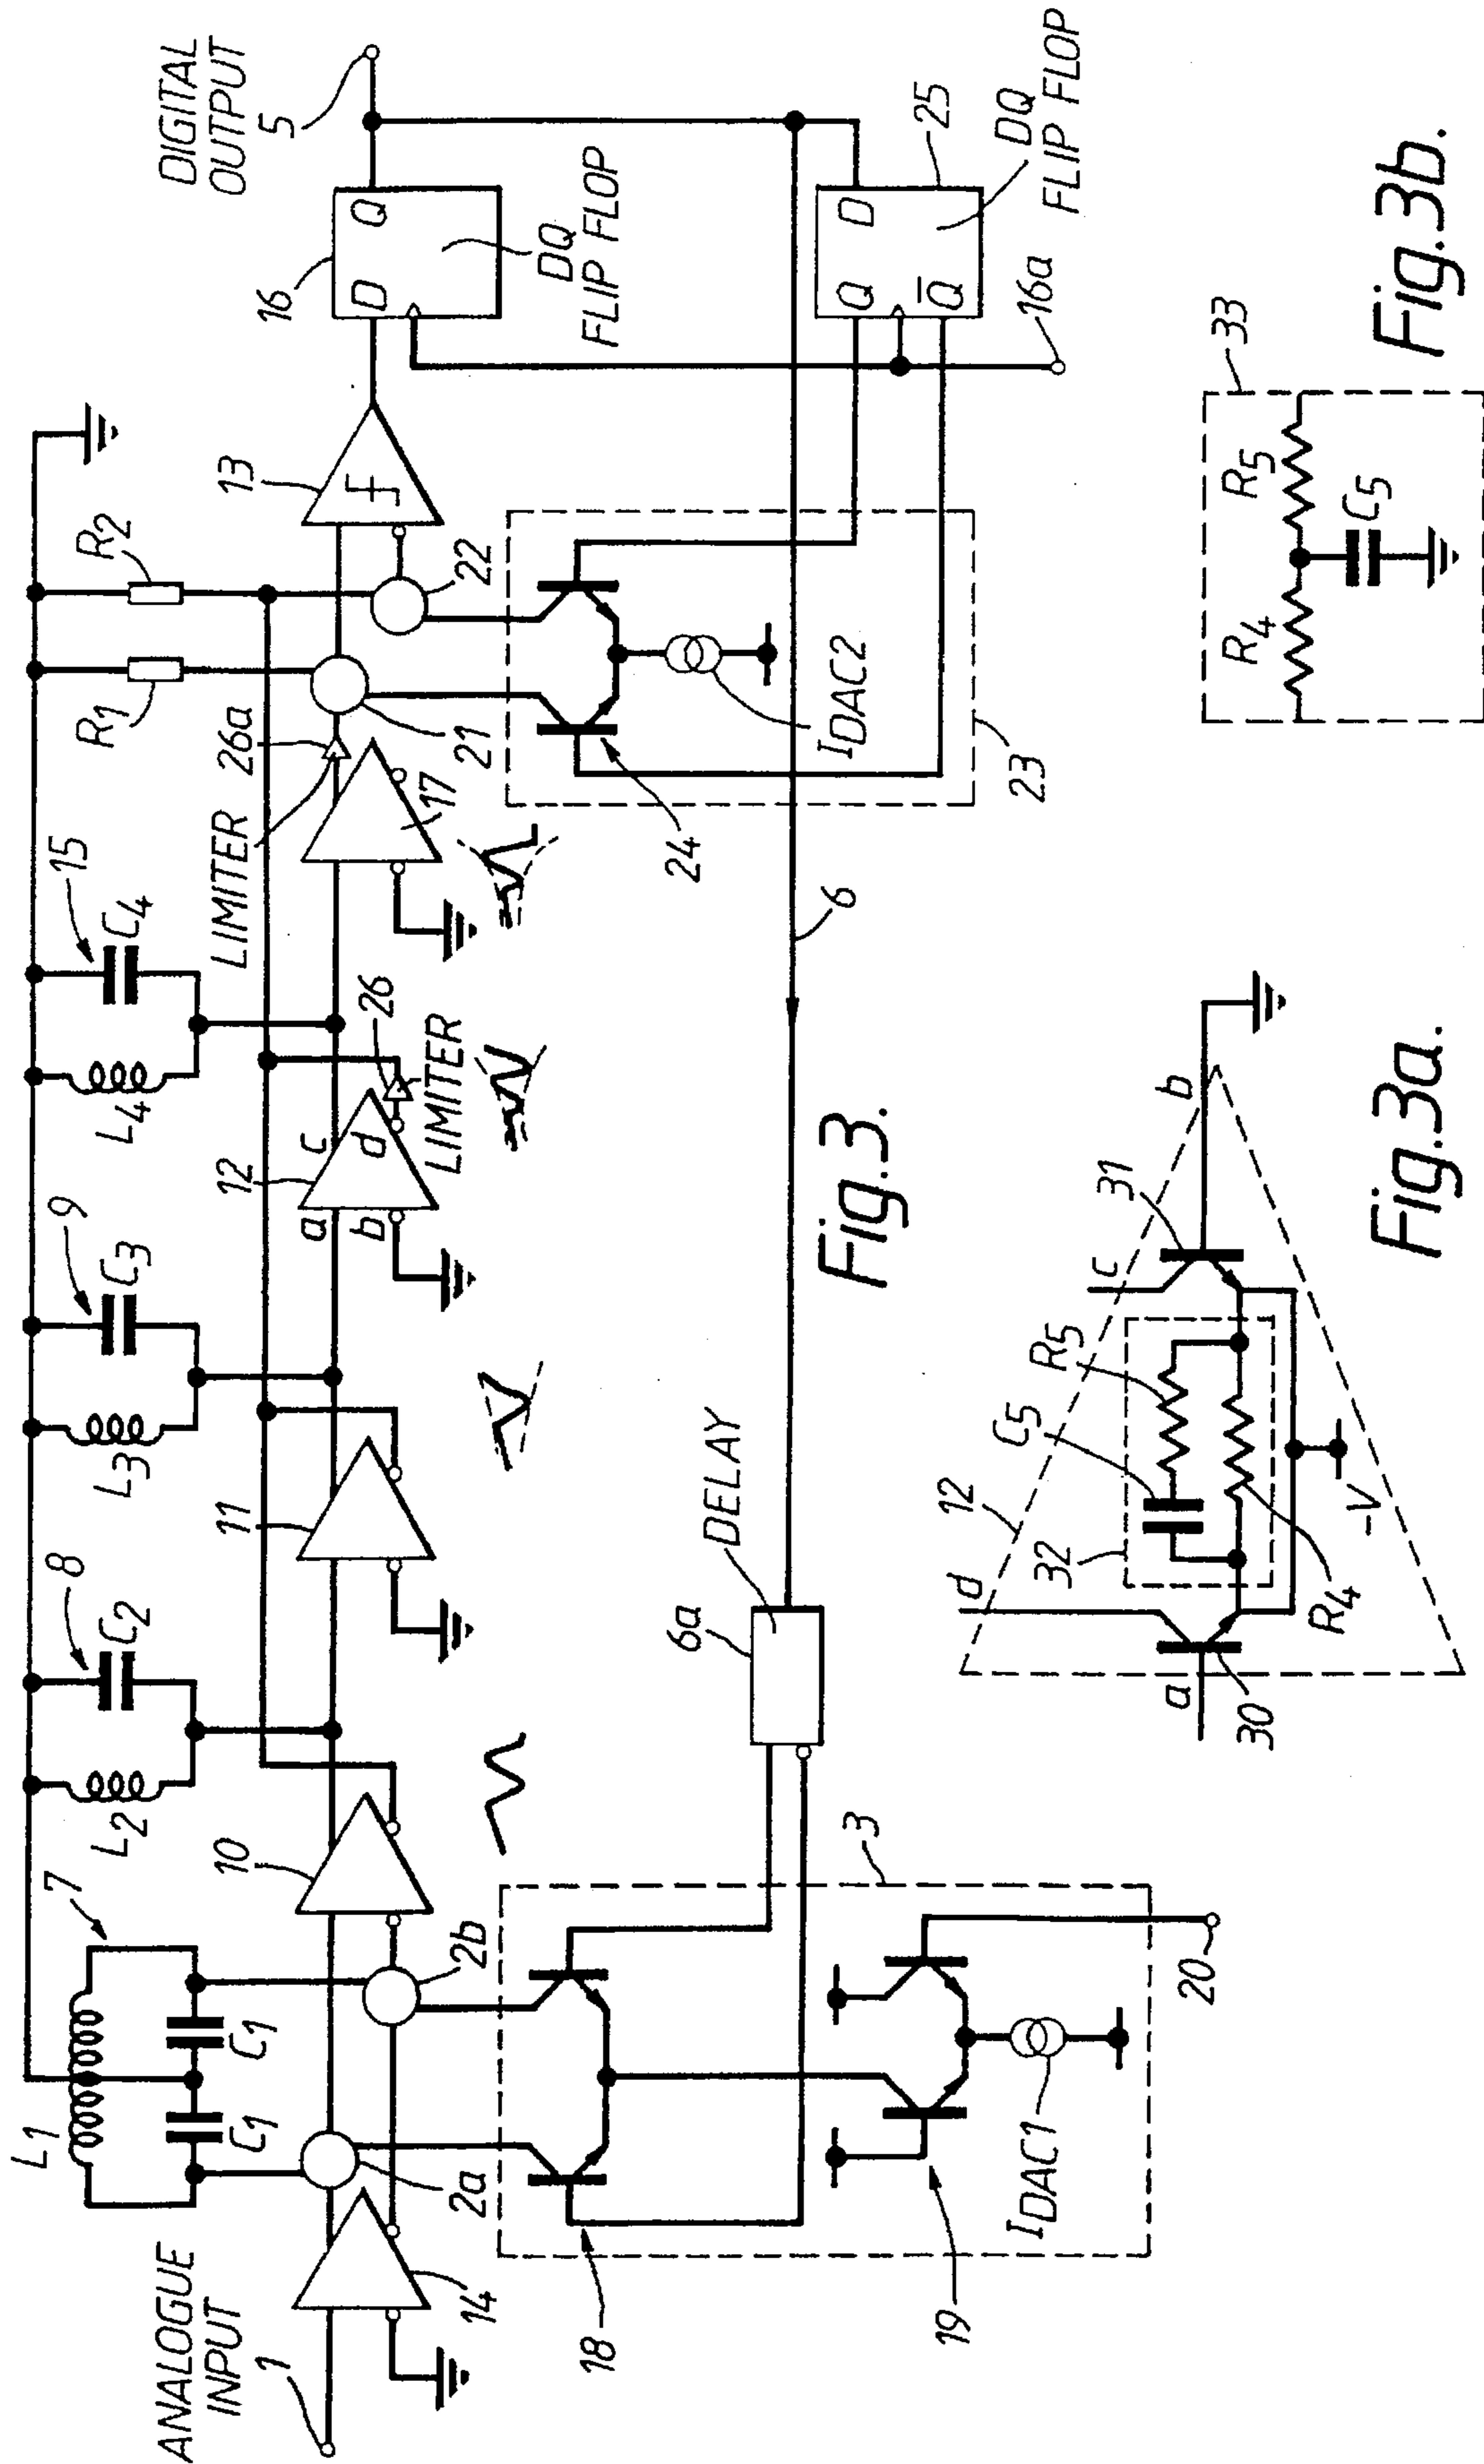 ANALOGUE
INPUT
1
14
L1
7
C1
C1
2a
2b
10
L2
C2
8
11
L3
C3
9
12
a
b
c
d
26
LIMITER
L4
C4
15
LIMITER
26a
17
R1
R2
21
22
13
16
D
Q
DQ
FLIP FLOP
DIGITAL
OUTPUT
5
Q
D
Q̅
25
DQ
FLIP FLOP
16a
24
IDAC2
23
6
DELAY
6a
18
3
19
IDAC1
20
Fig.3.
a
d
12
30
32
C5
R5
R4
-V
c
31
b
Fig.3a.
R4
R5
C5
33
Fig.3b.